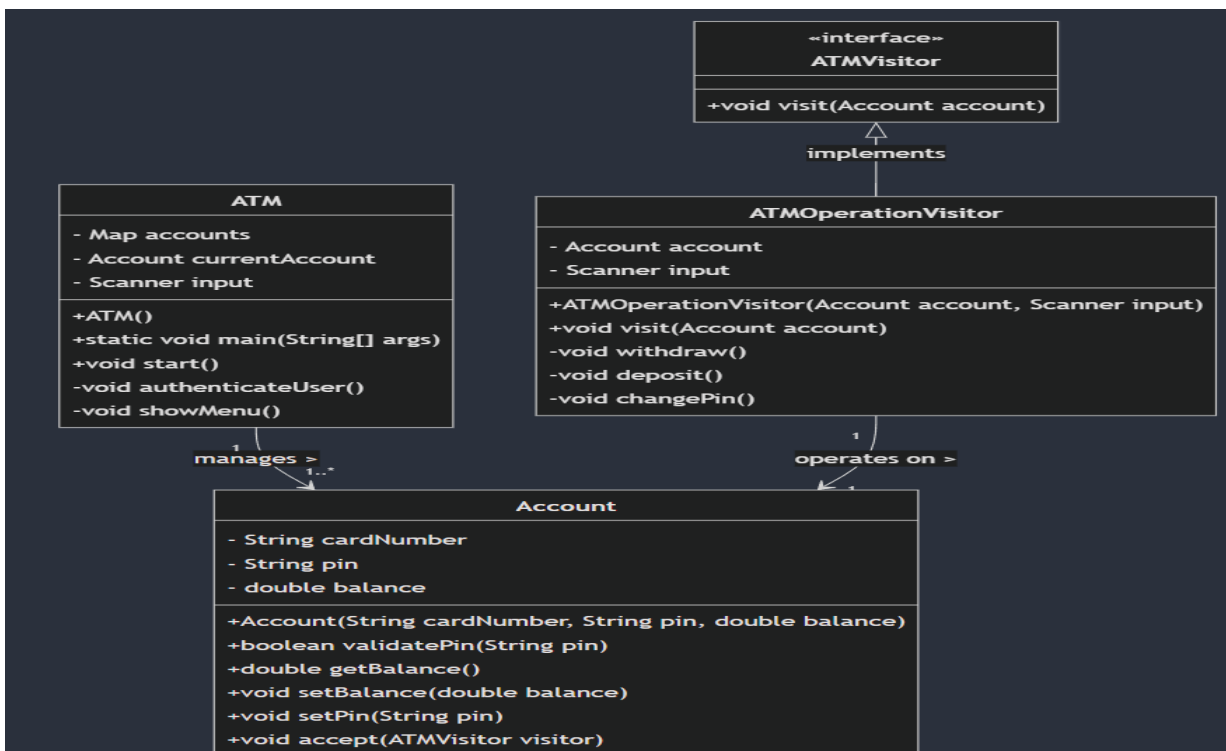 «interface»
ATMVisitor
+void visit(Account account)
implements
ATM
- Map accounts
- Account currentAccount
- Scanner input
+ATM()
+static void main(String[] args)
+void start()
-void authenticateUser()
-void showMenu()
ATMOperationVisitor
- Account account
- Scanner input
+ATMOperationVisitor(Account account, Scanner input)
+void visit(Account account)
-void withdraw()
-void deposit()
-void changePin()
1
manages >
1..*
1
operates on >
1
Account
- String cardNumber
- String pin
- double balance
+Account(String cardNumber, String pin, double balance)
+boolean validatePin(String pin)
+double getBalance()
+void setBalance(double balance)
+void setPin(String pin)
+void accept(ATMVisitor visitor)